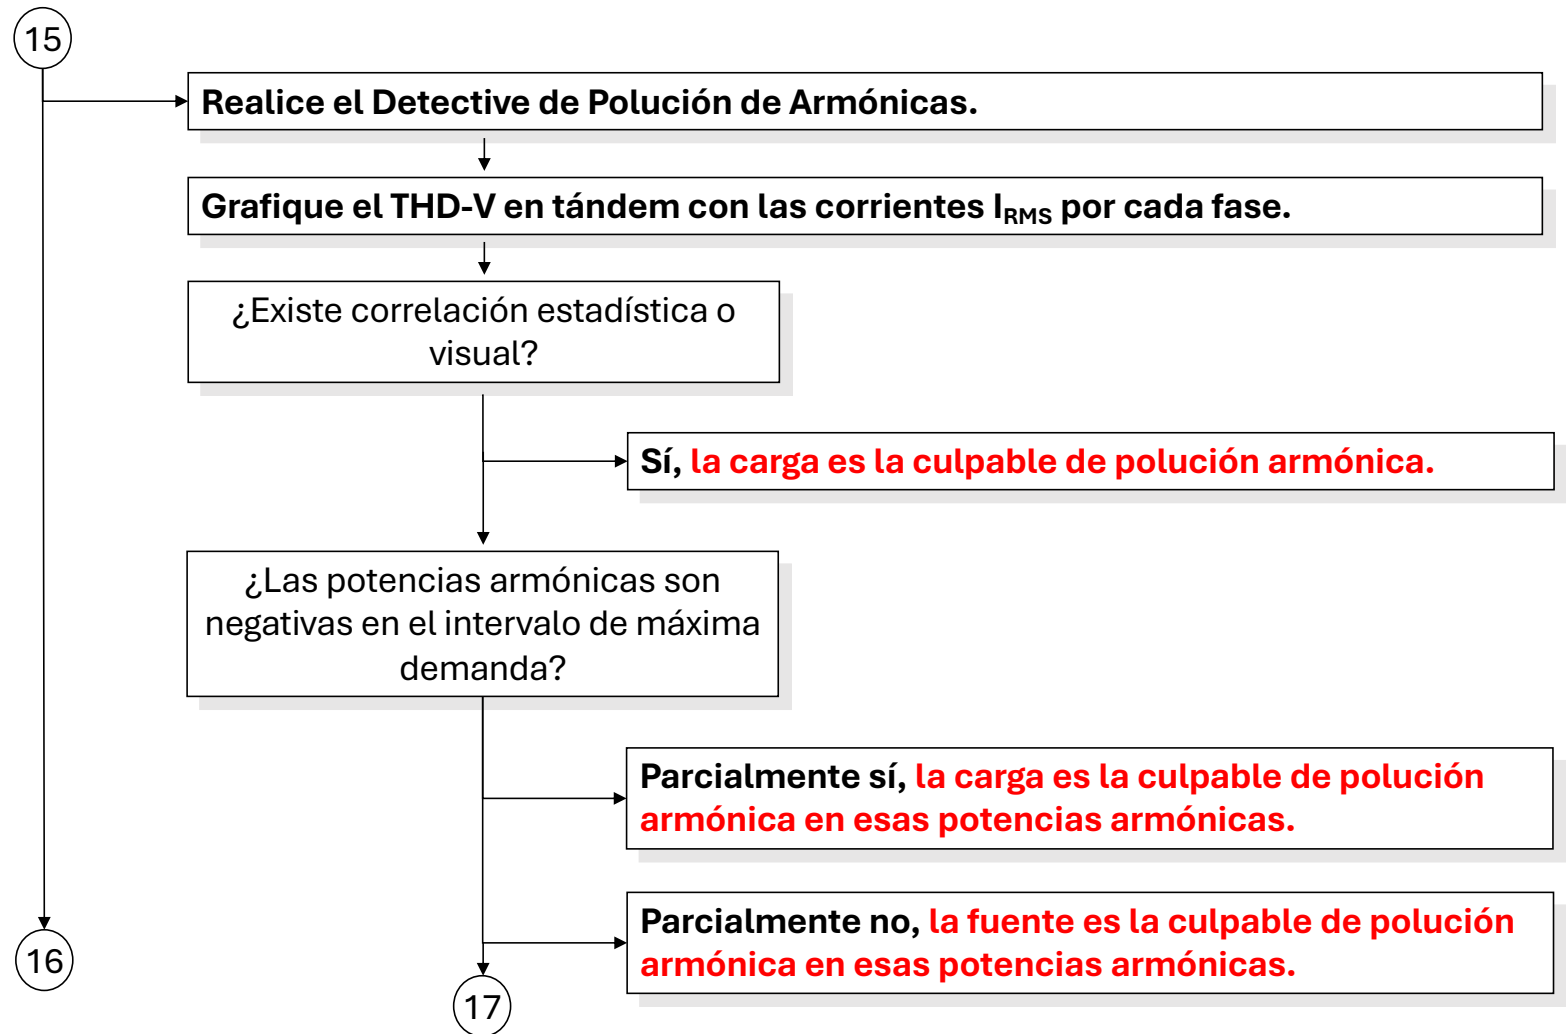 15
Realice el Detective de Polución de Armónicas.
Grafique el THD-V en tándem con las corrientes I_RMS por cada fase.
¿Existe correlación estadística o
visual?
Sí, la carga es la culpable de polución armónica.
¿Las potencias armónicas son
negativas en el intervalo de máxima
demanda?
Parcialmente sí, la carga es la culpable de polución
armónica en esas potencias armónicas.
Parcialmente no, la fuente es la culpable de polución
armónica en esas potencias armónicas.
16
17